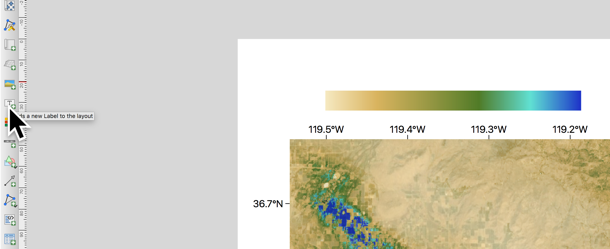 s a new Label to the layout
119.5°W 119.4°W 119.3°W 119.2°W
36.7°N